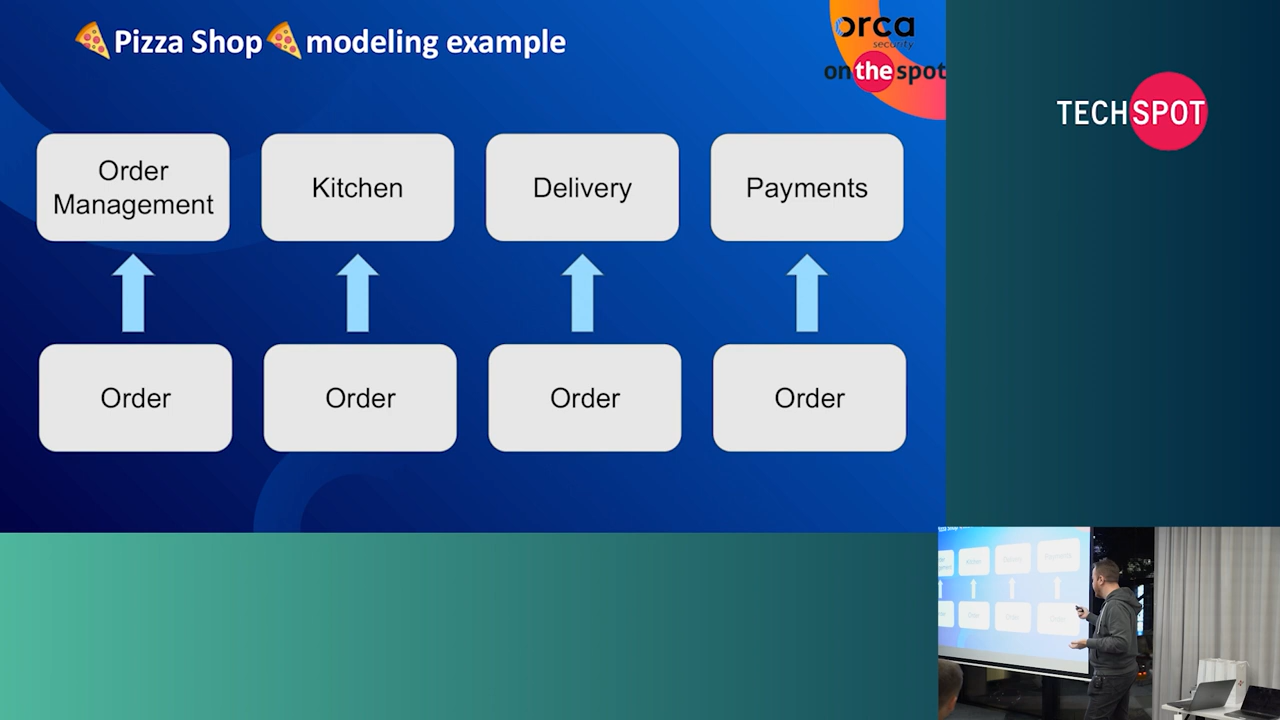 🍕Pizza Shop🍕modeling example
orca
security
on the spot
TECHSPOT
Order
Management
Kitchen
Delivery
Payments
Order
Order
Order
Order